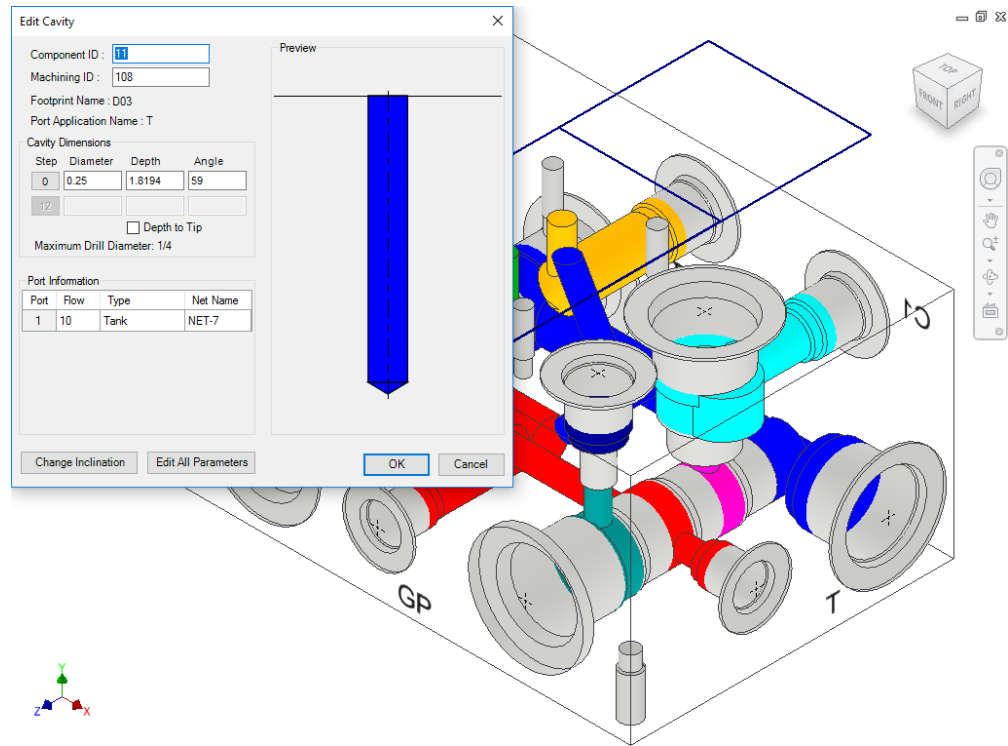 Edit Cavity
Component ID : 11
Machining ID : 108
Footprint Name : D03
Port Application Name : T
Cavity Dimensions
Step Diameter Depth Angle
0 0.25 1.8194 59
12
Depth to Tip
Maximum Drill Diameter: 1/4
Port Information
Port Flow Type Net Name
1 10 Tank NET-7
Change Inclination Edit All Parameters
Preview
OK Cancel
TOP
FRONT RIGHT
C1
GP
T
Y
Z X